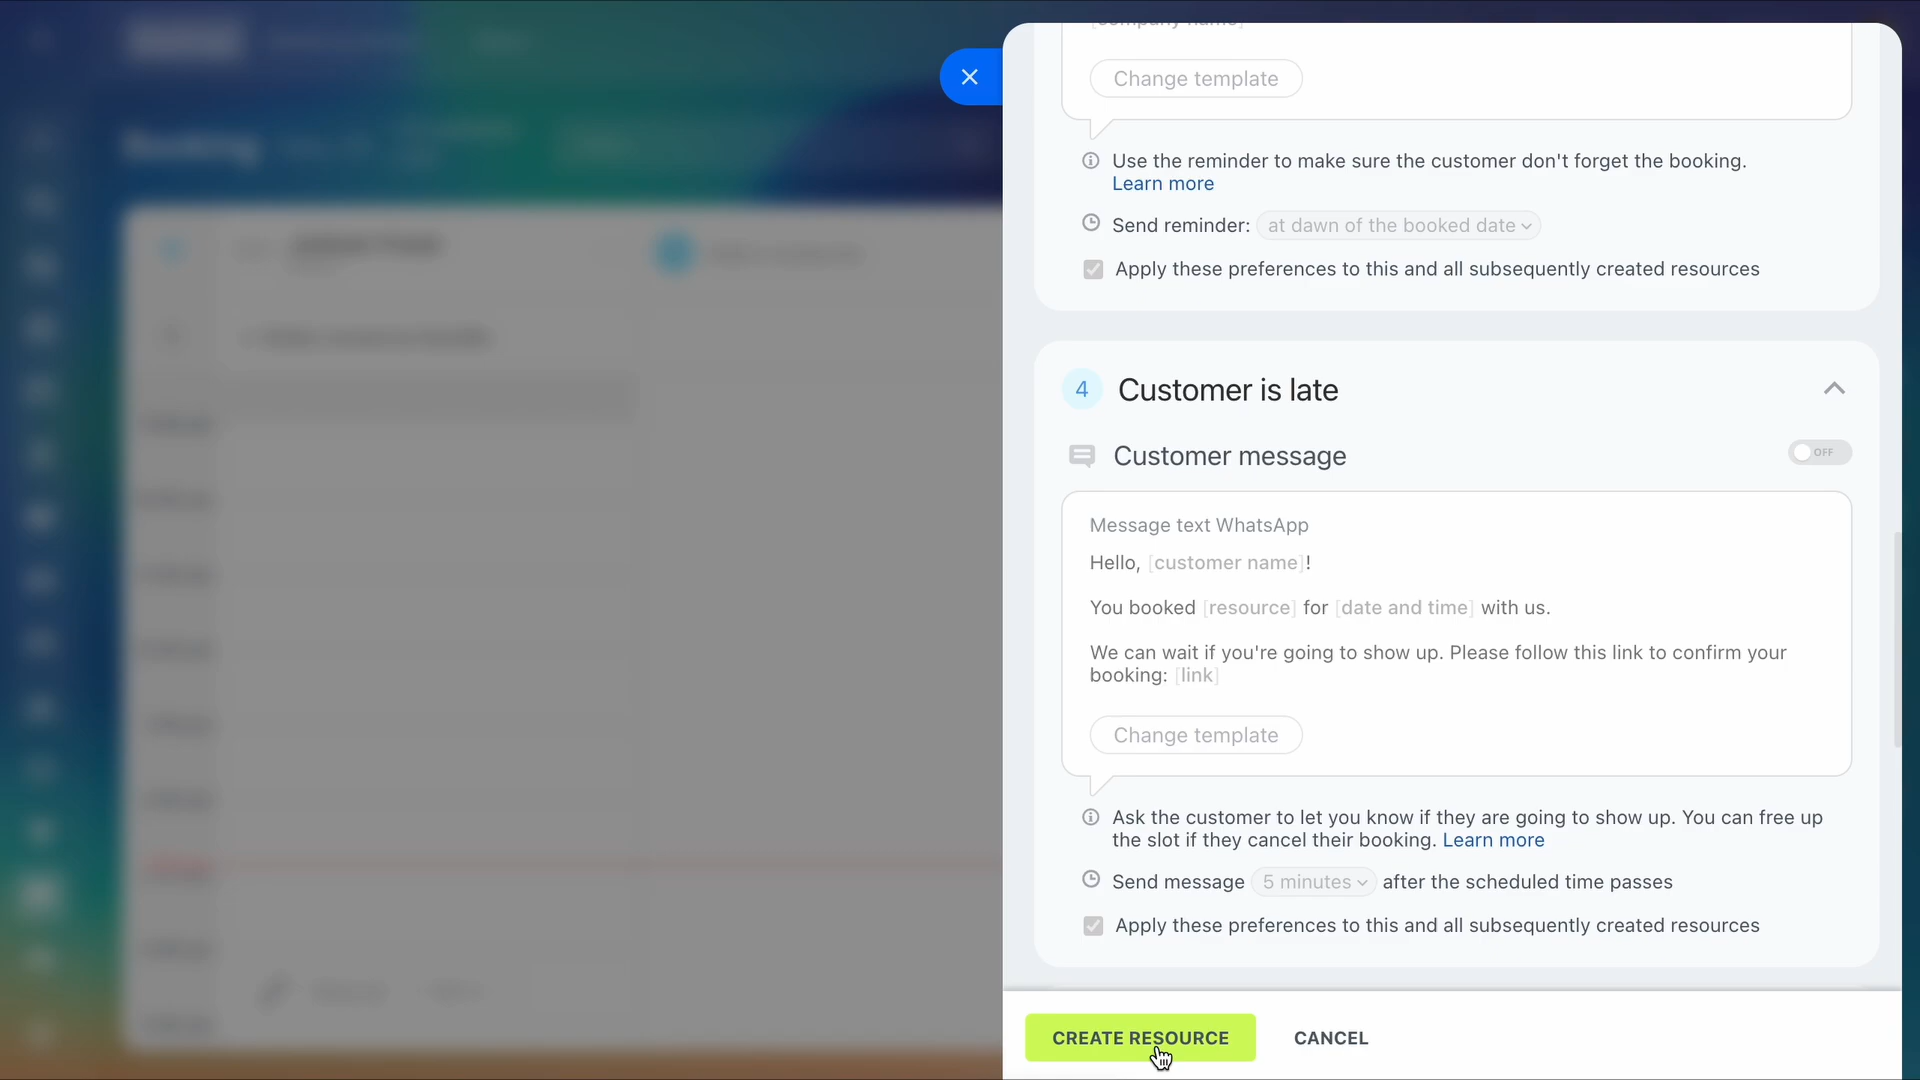 Change template
Use the reminder to make sure the customer don't forget the booking.
Learn more
Send reminder: at dawn of the booked date
Apply these preferences to this and all subsequently created resources
4 Customer is late
Customer message
OFF
Message text WhatsApp
Hello, [customer name]!
You booked [resource] for [date and time] with us.
We can wait if you're going to show up. Please follow this link to confirm your
booking: [link]
Change template
Ask the customer to let you know if they are going to show up. You can free up
the slot if they cancel their booking. Learn more
Send message 5 minutes after the scheduled time passes
Apply these preferences to this and all subsequently created resources
CREATE RESOURCE
CANCEL